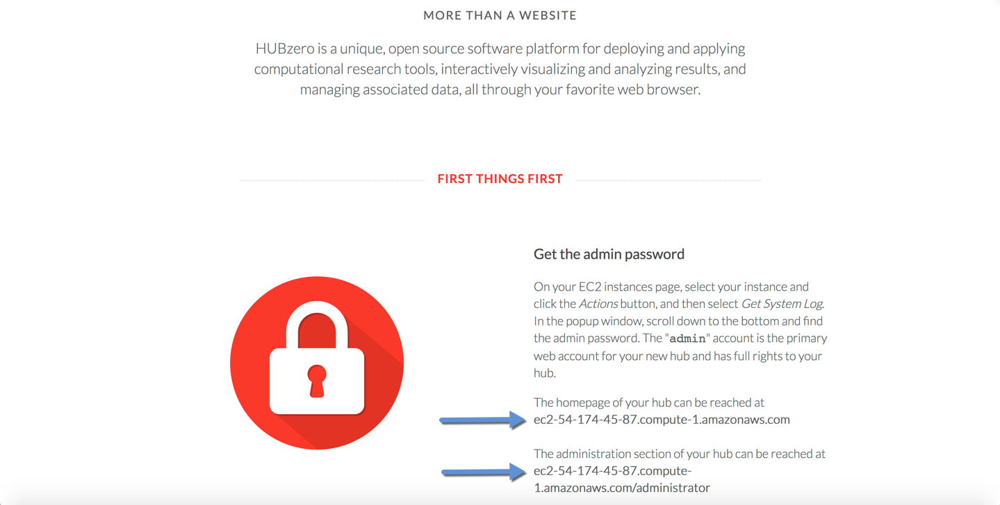 MORE THAN A WEBSITE
HUBzero is a unique, open source software platform for deploying and applying
computational research tools, interactively visualizing and analyzing results, and
managing associated data, all through your favorite web browser.
FIRST THINGS FIRST
Get the admin password
On your EC2 instances page, select your instance and
click the Actions button, and then select Get System Log.
In the popup window, scroll down to the bottom and find
the admin password. The "admin" account is the primary
web account for your new hub and has full rights to your
hub.
The homepage of your hub can be reached at
ec2-54-174-45-87.compute-1.amazonaws.com
The administration section of your hub can be reached at
ec2-54-174-45-87.compute-
1.amazonaws.com/administrator